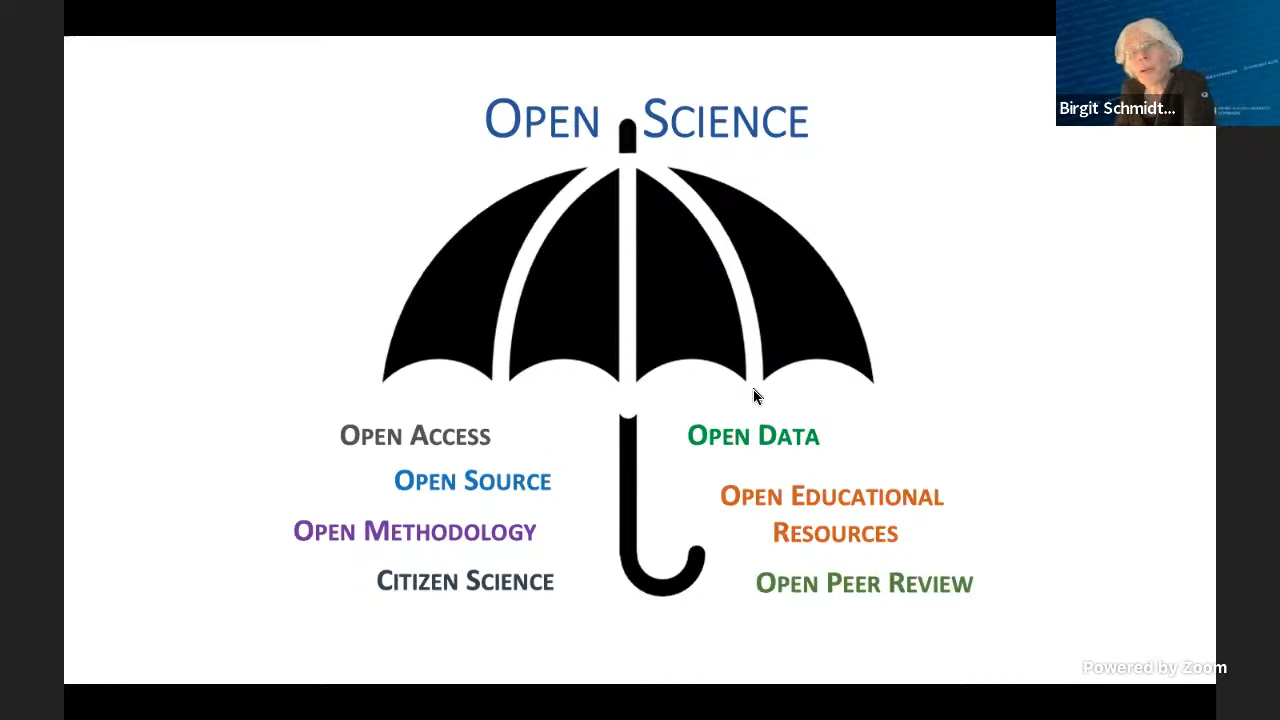 OPEN SCIENCE
Birgit Schmidt...
OPEN ACCESS
OPEN DATA
OPEN SOURCE
OPEN EDUCATIONAL
RESOURCES
OPEN METHODOLOGY
CITIZEN SCIENCE
OPEN PEER REVIEW
Powered by Zoom